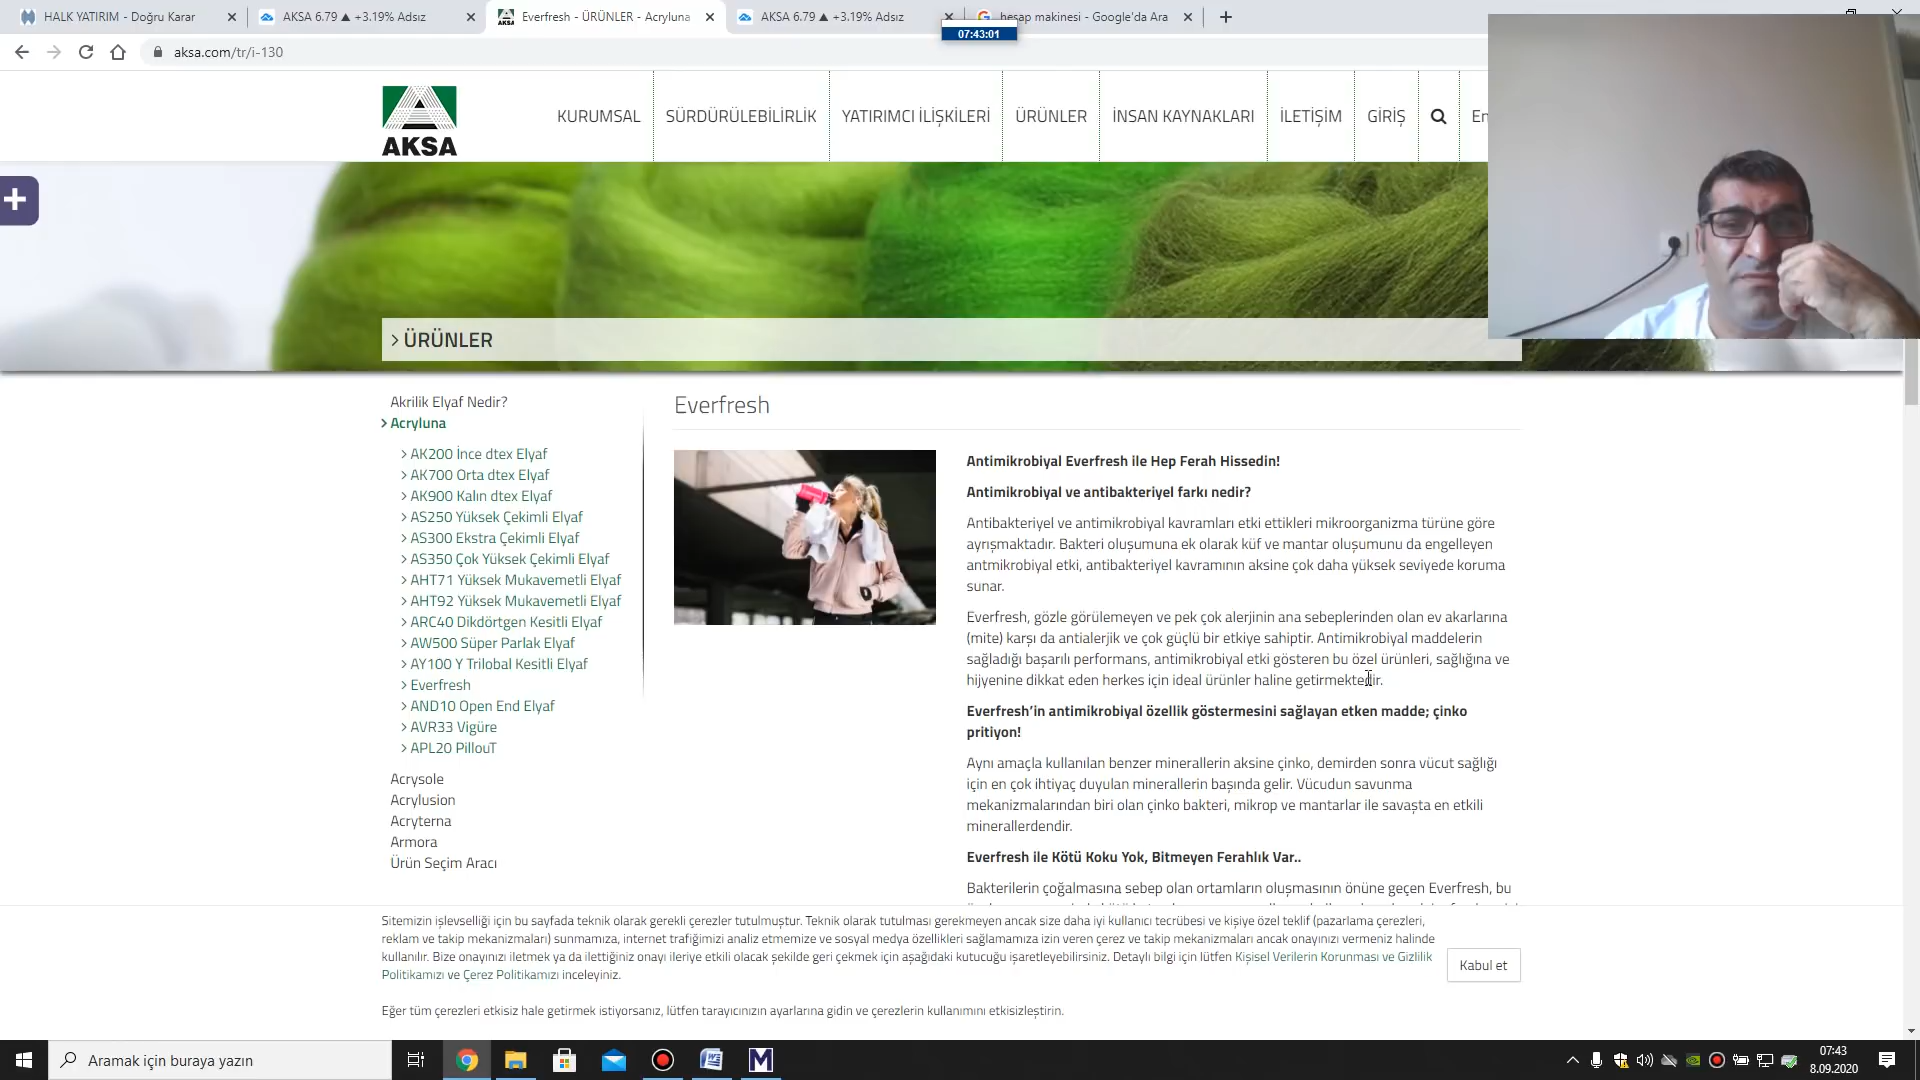 HALK YATIRIM - Doğru Karar
AKSA 6.79 ▲ +3.19% Adsız
Everfresh - ÜRÜNLER - Acryluna
AKSA 6.79 ▲ +3.19% Adsız
hesap makinesi - Google'da Ara
07:43:01
aksa.com/tr/i-130
AKSA
KURUMSAL
SÜRDÜRÜLEBİLİRLİK
YATIRIMCI İLİŞKİLERİ
ÜRÜNLER
İNSAN KAYNAKLARI
İLETİŞİM
GİRİŞ
En
> ÜRÜNLER
Akrilik Elyaf Nedir?
> Acryluna
> AK200 İnce dtex Elyaf
> AK700 Orta dtex Elyaf
> AK900 Kalın dtex Elyaf
> AS250 Yüksek Çekimli Elyaf
> AS300 Ekstra Çekimli Elyaf
> AS350 Çok Yüksek Çekimli Elyaf
> AHT71 Yüksek Mukavemetli Elyaf
> AHT92 Yüksek Mukavemetli Elyaf
> ARC40 Dikdörtgen Kesitli Elyaf
> AW500 Süper Parlak Elyaf
> AY100 Y Trilobal Kesitli Elyaf
> Everfresh
> AND10 Open End Elyaf
> AVR33 Vigüre
> APL20 PillouT
Acrysole
Acrylusion
Acryterna
Armora
Ürün Seçim Aracı
Everfresh
Antimikrobiyal Everfresh ile Hep Ferah Hissedin!
Antimikrobiyal ve antibakteriyel farkı nedir?
Antibakteriyel ve antimikrobiyal kavramları etki ettikleri mikroorganizma türüne göre
ayrışmaktadır. Bakteri oluşumuna ek olarak küf ve mantar oluşumunu da engelleyen
antmikrobiyal etki, antibakteriyel kavramının aksine çok daha yüksek seviyede koruma
sunar.
Everfresh, gözle görülemeyen ve pek çok alerjinin ana sebeplerinden olan ev akarlarına
(mite) karşı da antialerjik ve çok güçlü bir etkiye sahiptir. Antimikrobiyal maddelerin
sağladığı başarılı performans, antimikrobiyal etki gösteren bu özel ürünleri, sağlığına ve
hijyenine dikkat eden herkes için ideal ürünler haline getirmektedir.
Everfresh’in antimikrobiyal özellik göstermesini sağlayan etken madde; çinko
pritiyon!
Aynı amaçla kullanılan benzer minerallerin aksine çinko, demirden sonra vücut sağlığı
için en çok ihtiyaç duyulan minerallerin başında gelir. Vücudun savunma
mekanizmalarından biri olan çinko bakteri, mikrop ve mantarlar ile savaşta en etkili
minerallerdendir.
Everfresh ile Kötü Koku Yok, Bitmeyen Ferahlık Var..
Bakterilerin çoğalmasına sebep olan ortamların oluşmasının önüne geçen Everfresh, bu
Sitemizin işlevselliği için bu sayfada teknik olarak gerekli çerezler tutulmuştur. Teknik olarak tutulması gerekmeyen ancak size daha iyi kullanıcı tecrübesi ve kişiye özel teklif (pazarlama çerezleri,
reklam ve takip mekanizmaları) sunmamıza, internet trafiğimizi analiz etmemize ve sosyal medya özellikleri sağlamamıza izin veren çerez ve takip mekanizmaları ancak onayınızı vermeniz halinde
kullanılır. Bize onayınızı iletmek ya da ilettiğiniz onayı ileriye etkili olacak şekilde geri çekmek için aşağıdaki kutucuğu işaretleyebilirsiniz. Detaylı bilgi için lütfen Kişisel Verilerin Korunması ve Gizlilik
Politikamızı ve Çerez Politikamızı inceleyiniz.
Eğer tüm çerezleri etkisiz hale getirmek istiyorsanız, lütfen tarayıcınızın ayarlarına gidin ve çerezlerin kullanımını etkisizleştirin.
Kabul et
Aramak için buraya yazın
07:43
8.09.2020